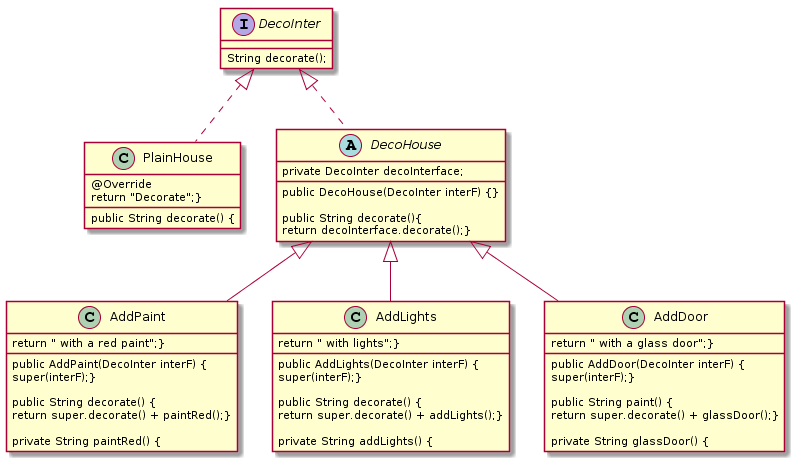 I DecoInter
String decorate();
C PlainHouse
@Override
return "Decorate";}
public String decorate() {
A DecoHouse
private DecoInter decoInterface;
public DecoHouse(DecoInter interF) {}
public String decorate(){
return decoInterface.decorate();}
C AddPaint
return " with a red paint";}
public AddPaint(DecoInter interF) {
super(interF);}
public String decorate() {
return super.decorate() + paintRed();}
private String paintRed() {
C AddLights
return " with lights";}
public AddLights(DecoInter interF) {
super(interF);}
public String decorate() {
return super.decorate() + addLights();}
private String addLights() {
C AddDoor
return " with a glass door";}
public AddDoor(DecoInter interF) {
super(interF);}
public String paint() {
return super.decorate() + glassDoor();}
private String glassDoor() {